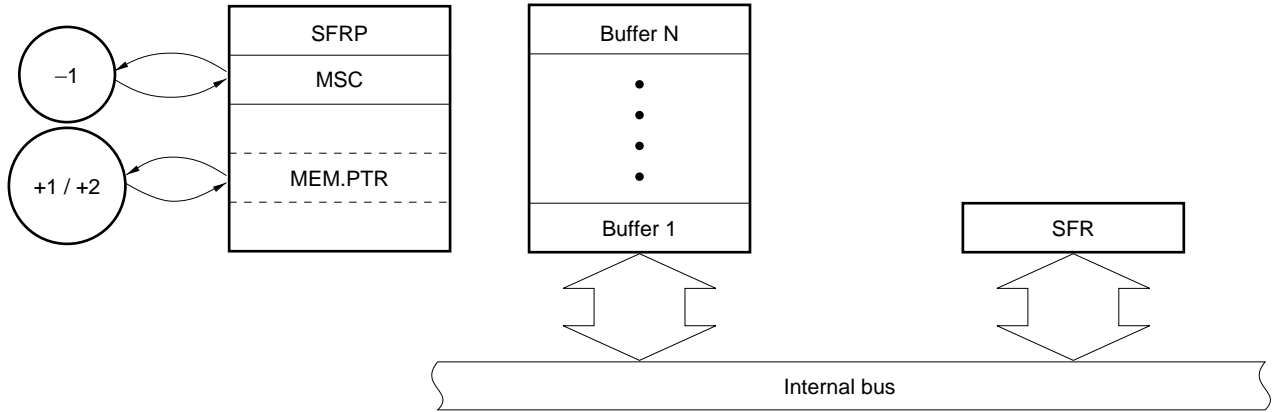 SFRP
MSC
−1
MEM.PTR
+1 / +2
Buffer N
Buffer 1
SFR
Internal bus